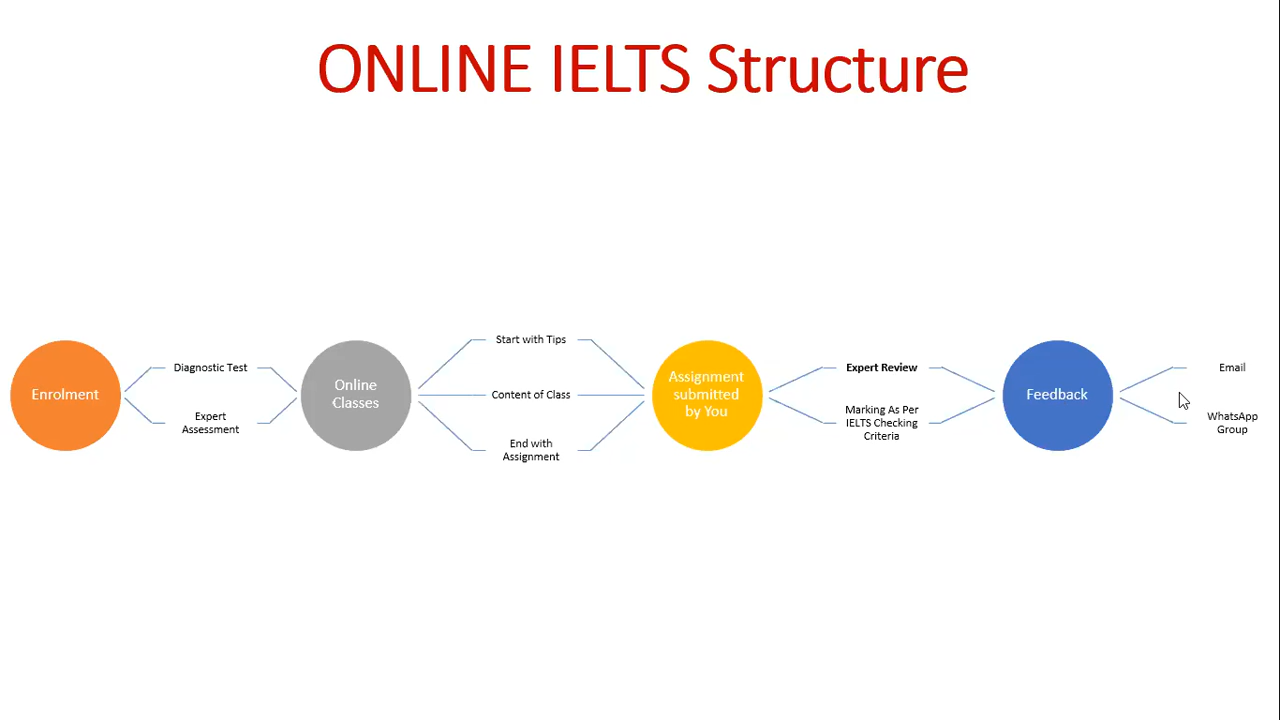 ONLINE IELTS Structure
Enrolment
Diagnostic Test
Expert
Assessment
Online
Classes
Start with Tips
Content of Class
End with
Assignment
Assignment
submitted
by You
Expert Review
Marking As Per
IELTS Checking
Criteria
Feedback
Email
WhatsApp
Group